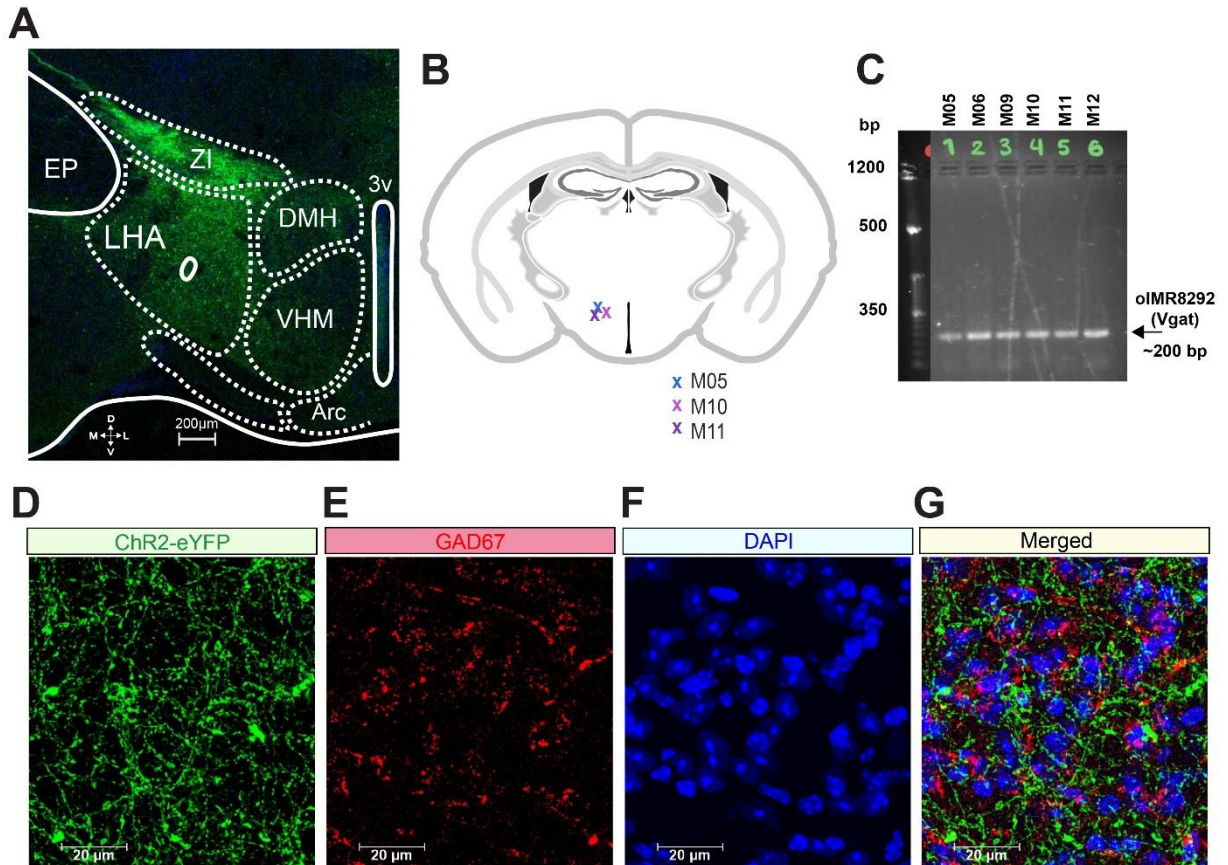 A
EP
ZI
LHA
DMH
3v
VHM
Arc
D
M L
V
200µm
B
x M05
x M10
x M11
C
M05 M06 M09 M10 M11 M12
bp
1 2 3 4 5 6
1200
500
350
oIMR8292
(Vgat)
~200 bp
D
ChR2-eYFP
20 µm
E
GAD67
20 µm
F
DAPI
20 µm
G
Merged
20 µm